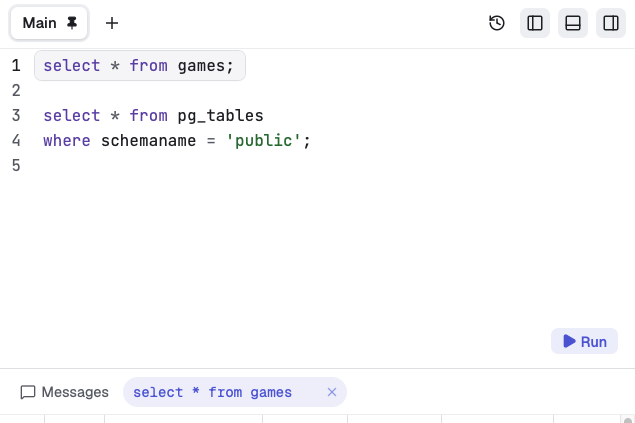 Main
1 select * from games;
2
3 select * from pg_tables
4 where schemaname = 'public';
5
Run
Messages select * from games